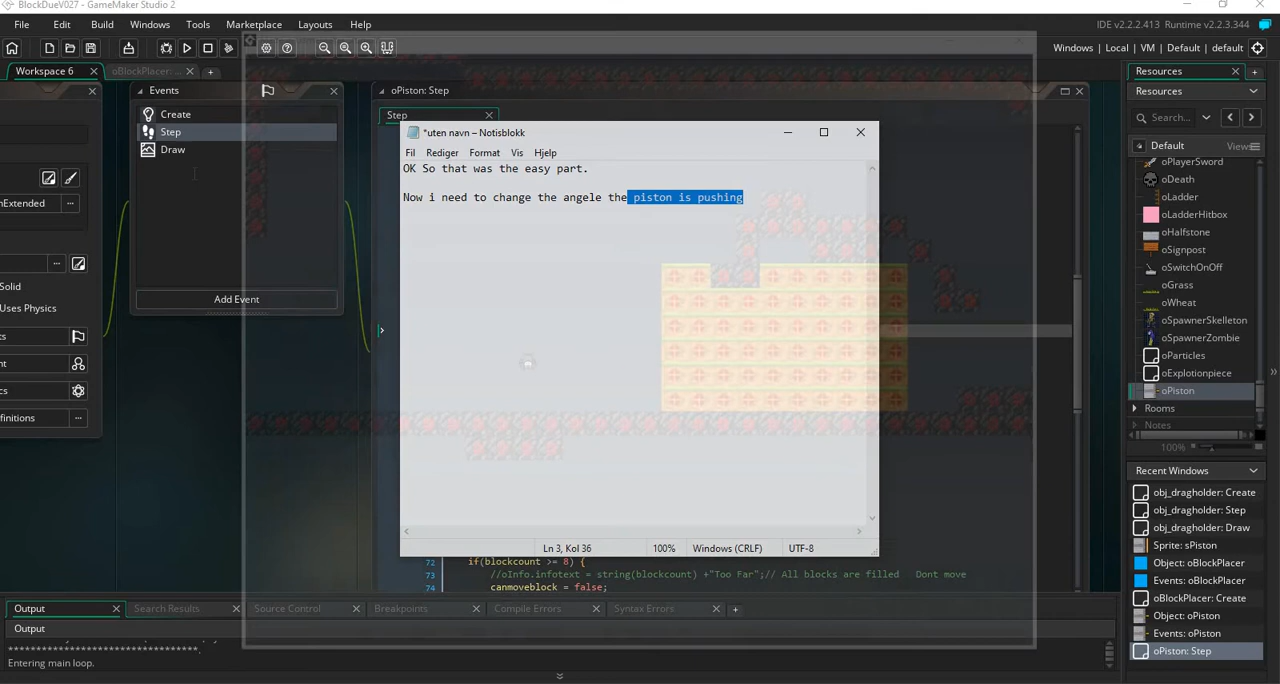 BlockDueV027 - GameMaker Studio 2
File Edit Build Windows Tools Marketplace Layouts Help
IDE v2.2.2.413 Runtime v2.2.3.344
Windows | Local | VM | Default | default
Workspace 6
oBlockPlacer: ...
Events
Create
Step
Draw
Add Event
nExtended
Solid
Uses Physics
oPiston: Step
Step
*uten navn – Notisblokk
Fil Rediger Format Vis Hjelp
OK So that was the easy part.
Now i need to change the angele the piston is pushing
Ln 3, Kol 36 100% Windows (CRLF) UTF-8
72 if(blockcount >= 8) {
73 //oInfo.infotext = string(blockcount) +"Too Far";// All blocks are filled Dont move
74 canmoveblock = false;
Output Search Results Source Control Breakpoints Compile Errors Syntax Errors
Output
Entering main loop.
Resources
Resources
Search...
Default View
oPlayerSword
oDeath
oLadder
oLadderHitbox
oHalfstone
oSignpost
oSwitchOnOff
oGrass
oWheat
oSpawnerSkeleton
oSpawnerZombie
oParticles
oExplotionpiece
oPiston
Rooms
Notes
100%
Recent Windows
obj_dragholder: Create
obj_dragholder: Step
obj_dragholder: Draw
Sprite: sPiston
Object: oBlockPlacer
Events: oBlockPlacer
oBlockPlacer: Create
Object: oPiston
Events: oPiston
oPiston: Step